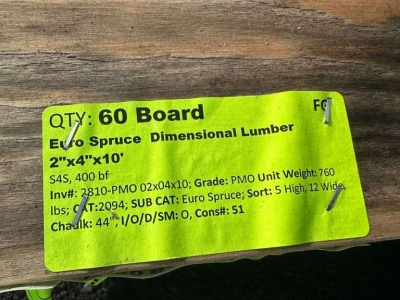 QTY: 60 Board
Euro Spruce Dimensional Lumber
2"x4"x10'
S4S, 400 bf
Inv#: 2810-PMO 02x04x10; Grade: PMO Unit Weight: 760
lbs; CAT:2094; SUB CAT: Euro Spruce; Sort: 5 High, 12 Wide,
Chaulk: 44", I/O/D/SM: O, Cons#: 51